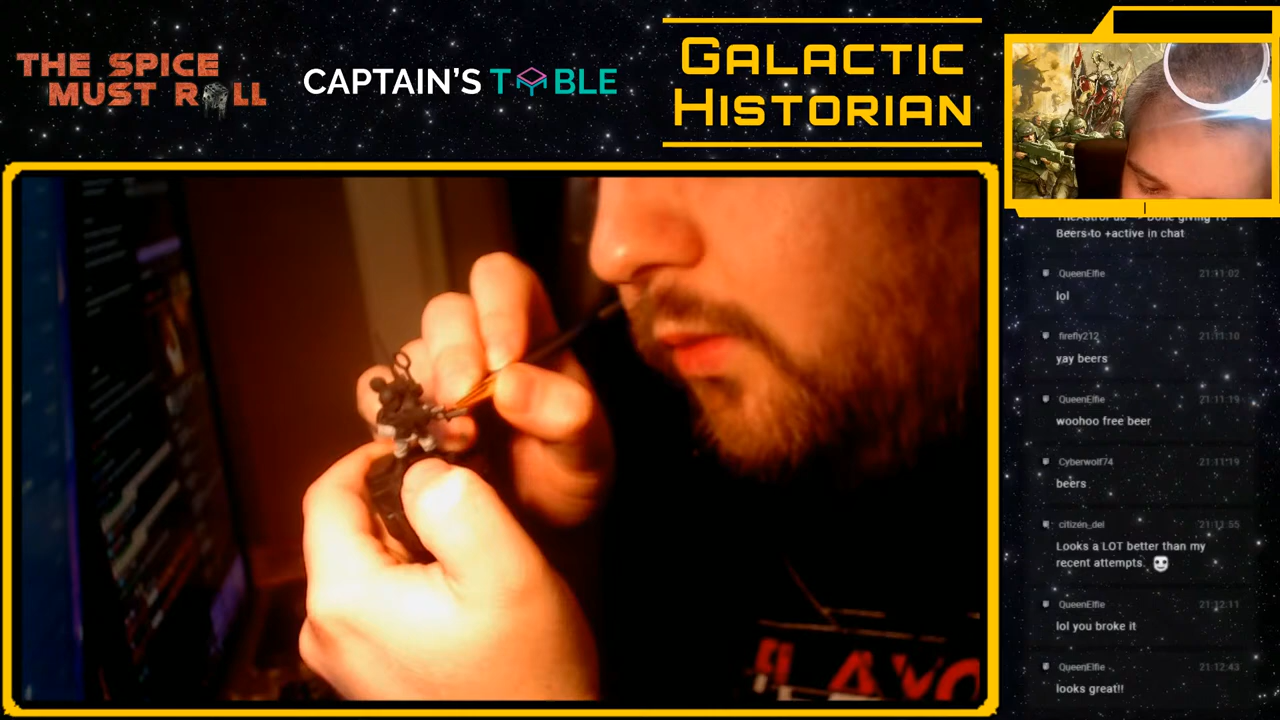 THE SPICE
MUST ROLL
CAPTAIN'S TABLE
GALACTIC
HISTORIAN
Beers to +active in chat
QueenElfie 21:11:02
lol
firefly212 21:11:10
yay beers
QueenElfie 21:11:19
woohoo free beer
Cyberwolf74 21:11:19
beers
citizen_del 21:11:55
Looks a LOT better than my
recent attempts.
QueenElfie 21:12:11
lol you broke it
QueenElfie 21:12:43
looks great!!